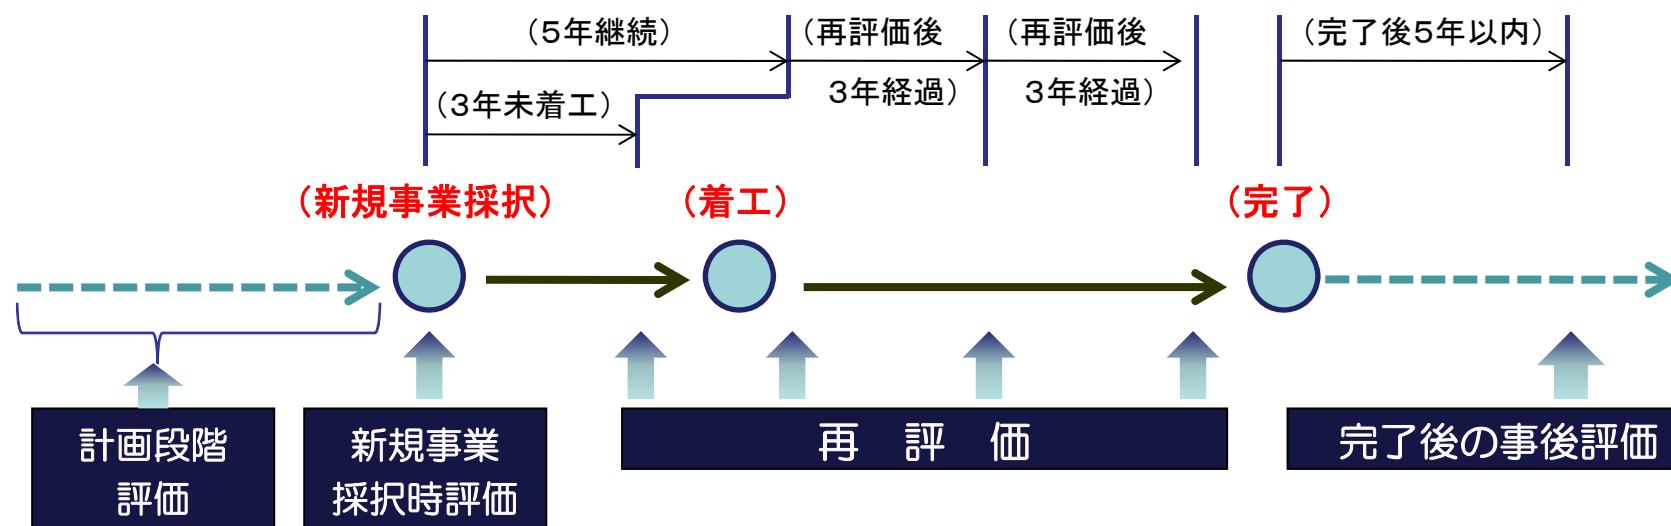 （５年継続）
（再評価後
３年経過）
（再評価後
３年経過）
（完了後５年以内）
（３年未着工）
（新規事業採択）
（着工）
（完了）
計画段階
評価
新規事業
採択時評価
再　評　価
完了後の事後評価